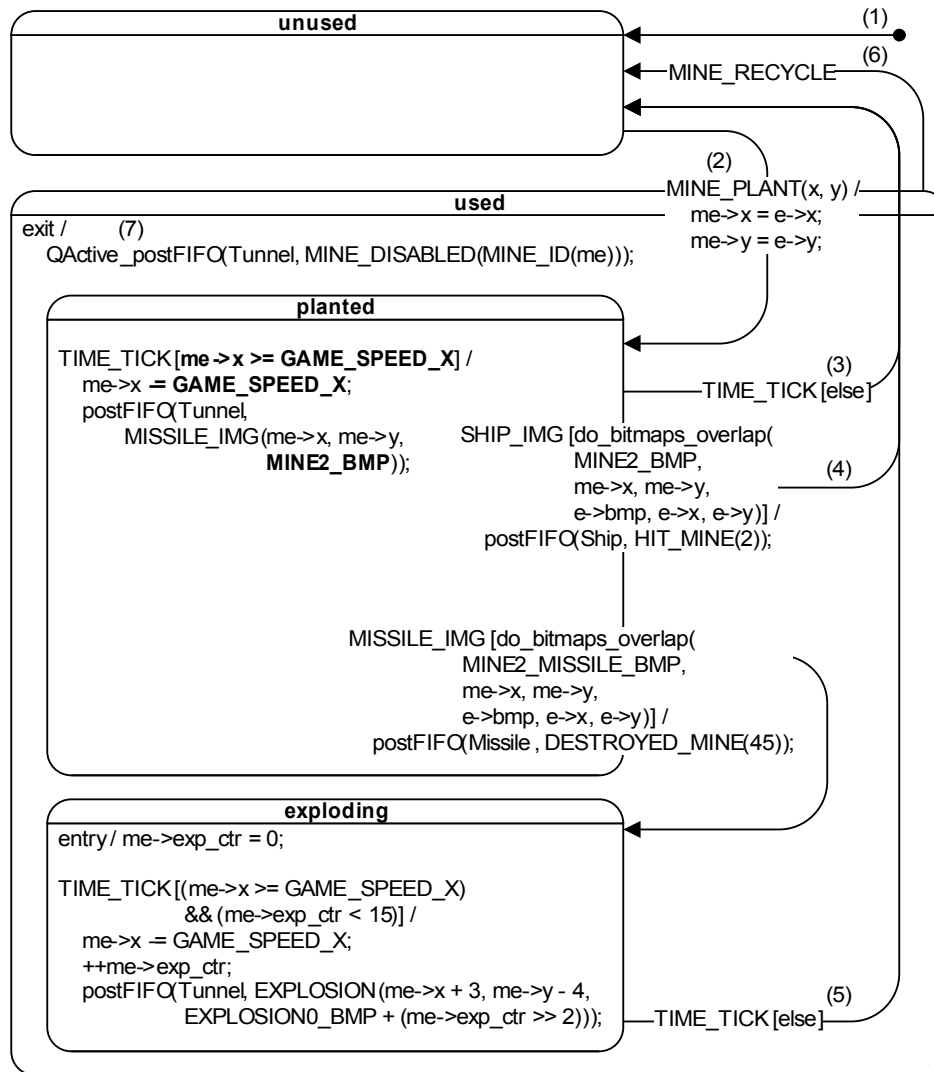 unused
(1)
(6)
MINE_RECYCLE
(2)
MINE_PLANT(x, y) /
me->x = e->x;
me->y = e->y;
used
exit / (7)
QActive_postFIFO(Tunnel, MINE_DISABLED(MINE_ID(me)));
planted
TIME_TICK[me->x >= GAME_SPEED_X] /
me->x -= GAME_SPEED_X;
postFIFO(Tunnel,
MISSILE_IMG(me->x, me->y,
MINE2_BMP));
(3)
TIME_TICK[else]
SHIP_IMG [do_bitmaps_overlap(
MINE2_BMP,
me->x, me->y,
e->bmp, e->x, e->y)] /
postFIFO(Ship, HIT_MINE(2));
(4)
MISSILE_IMG [do_bitmaps_overlap(
MINE2_MISSILE_BMP,
me->x, me->y,
e->bmp, e->x, e->y)] /
postFIFO(Missile , DESTROYED_MINE(45));
exploding
entry / me->exp_ctr = 0;
TIME_TICK[(me->x >= GAME_SPEED_X)
&& (me->exp_ctr < 15)] /
me->x -= GAME_SPEED_X;
++me->exp_ctr;
postFIFO(Tunnel, EXPLOSION(me->x + 3, me->y - 4,
EXPLOSION0_BMP + (me->exp_ctr >> 2)));
(5)
TIME_TICK[else]